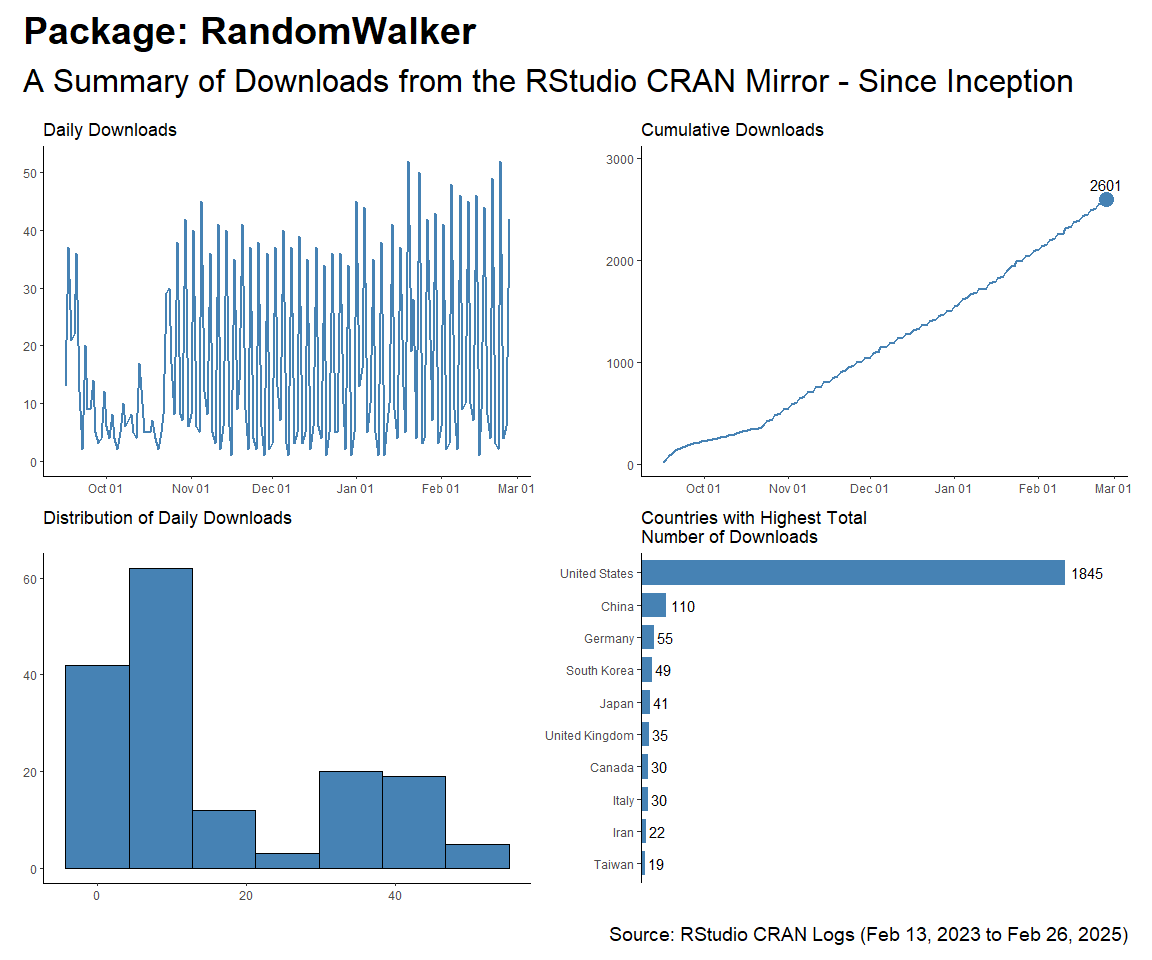 Package: RandomWalker
A Summary of Downloads from the RStudio CRAN Mirror - Since Inception
Daily Downloads
50
40
30
20
10
0
Oct 01 Nov 01 Dec 01 Jan 01 Feb 01 Mar 01
Cumulative Downloads
3000
2000
1000
0
2601
Oct 01 Nov 01 Dec 01 Jan 01 Feb 01 Mar 01
Distribution of Daily Downloads
60
40
20
0
0 20 40
Countries with Highest Total
Number of Downloads
United States 1845
China 110
Germany 55
South Korea 49
Japan 41
United Kingdom 35
Canada 30
Italy 30
Iran 22
Taiwan 19
Source: RStudio CRAN Logs (Feb 13, 2023 to Feb 26, 2025)